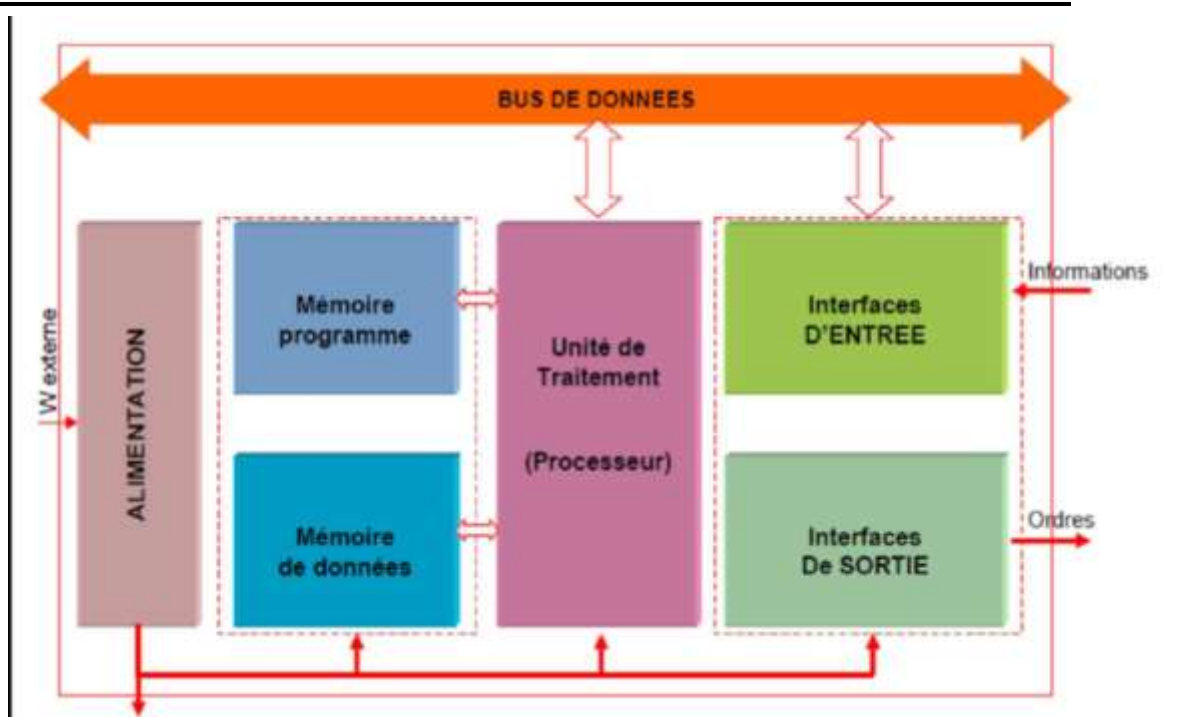 BUS DE DONNEES
W externe
ALIMENTATION
Mémoire
programme
Mémoire
de données
Unité de
Traitement
(Processeur)
Interfaces
D'ENTREE
Interfaces
De SORTIE
Informations
Ordres